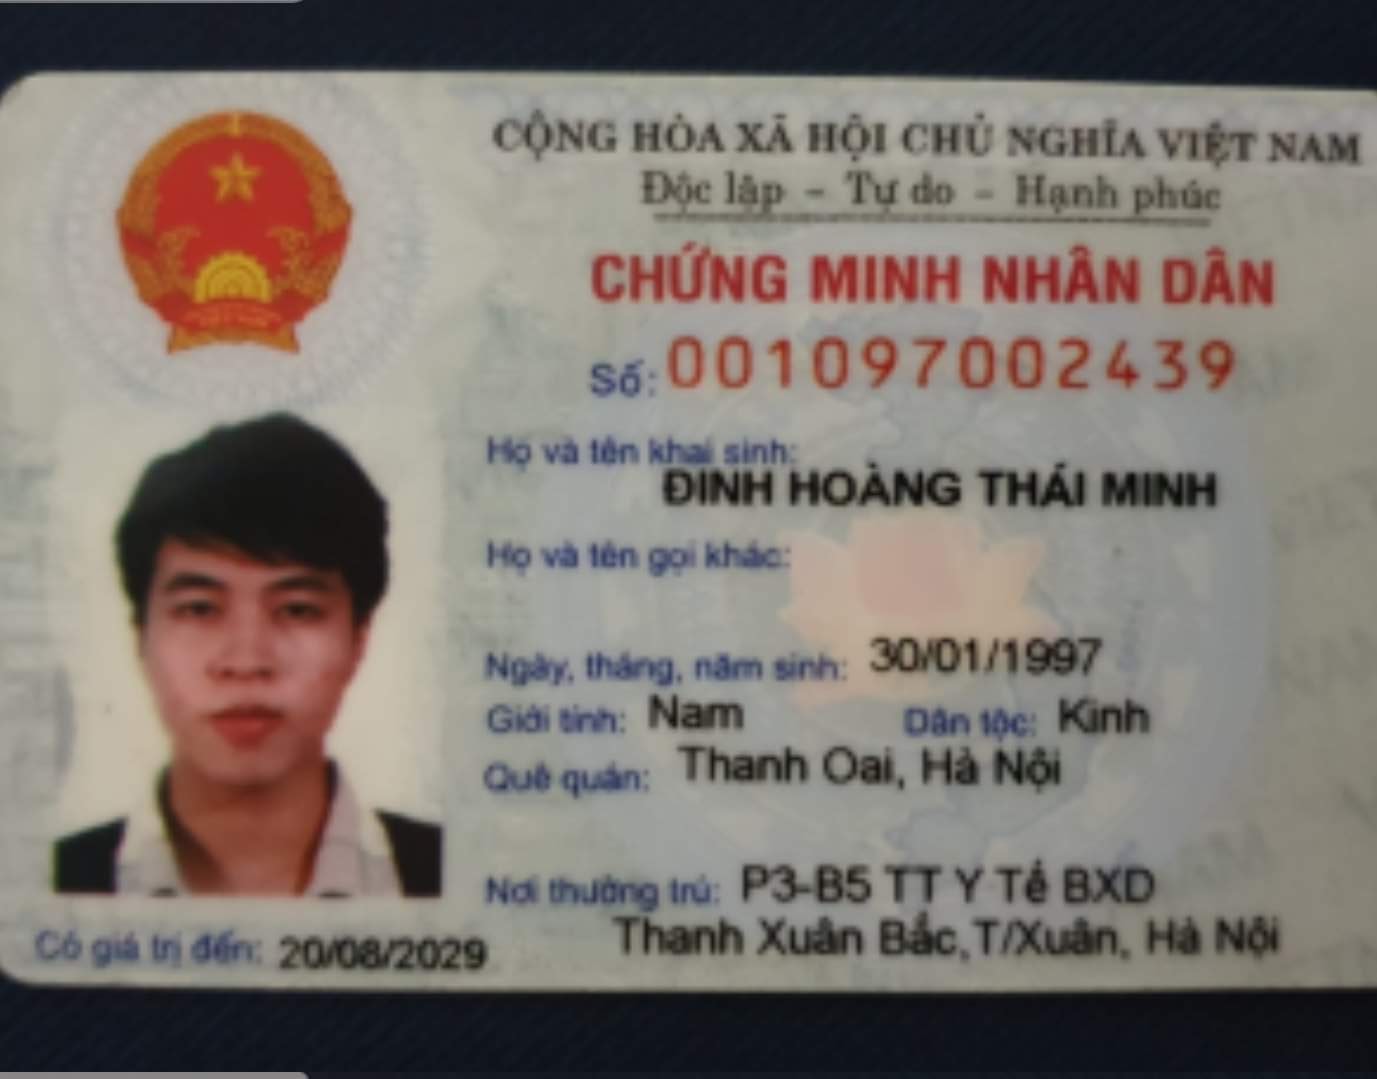 CỘNG HÒA XÃ HỘI CHỦ NGHĨA VIỆT NAM
Độc lập - Tự do - Hạnh phúc
CHỨNG MINH NHÂN DÂN
Số: 001097002439
Họ và tên khai sinh:
ĐINH HOÀNG THÁI MINH
Họ và tên gọi khác:
Ngày, tháng, năm sinh: 30/01/1997
Giới tính: Nam Dân tộc: Kinh
Quê quán: Thanh Oai, Hà Nội
Nơi thường trú: P3-B5 TT Y Tế BXD
Thanh Xuân Bắc,T/Xuân, Hà Nội
Có giá trị đến: 20/08/2029